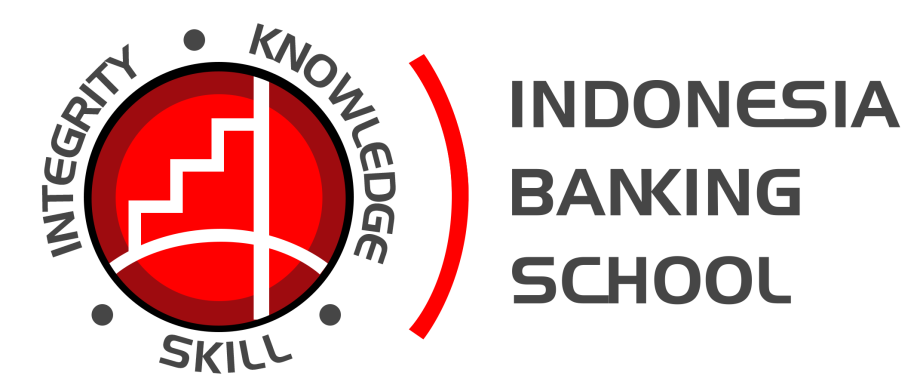 INTEGRITY
KNOWLEDGE
SKILL
INDONESIA
BANKING
SCHOOL